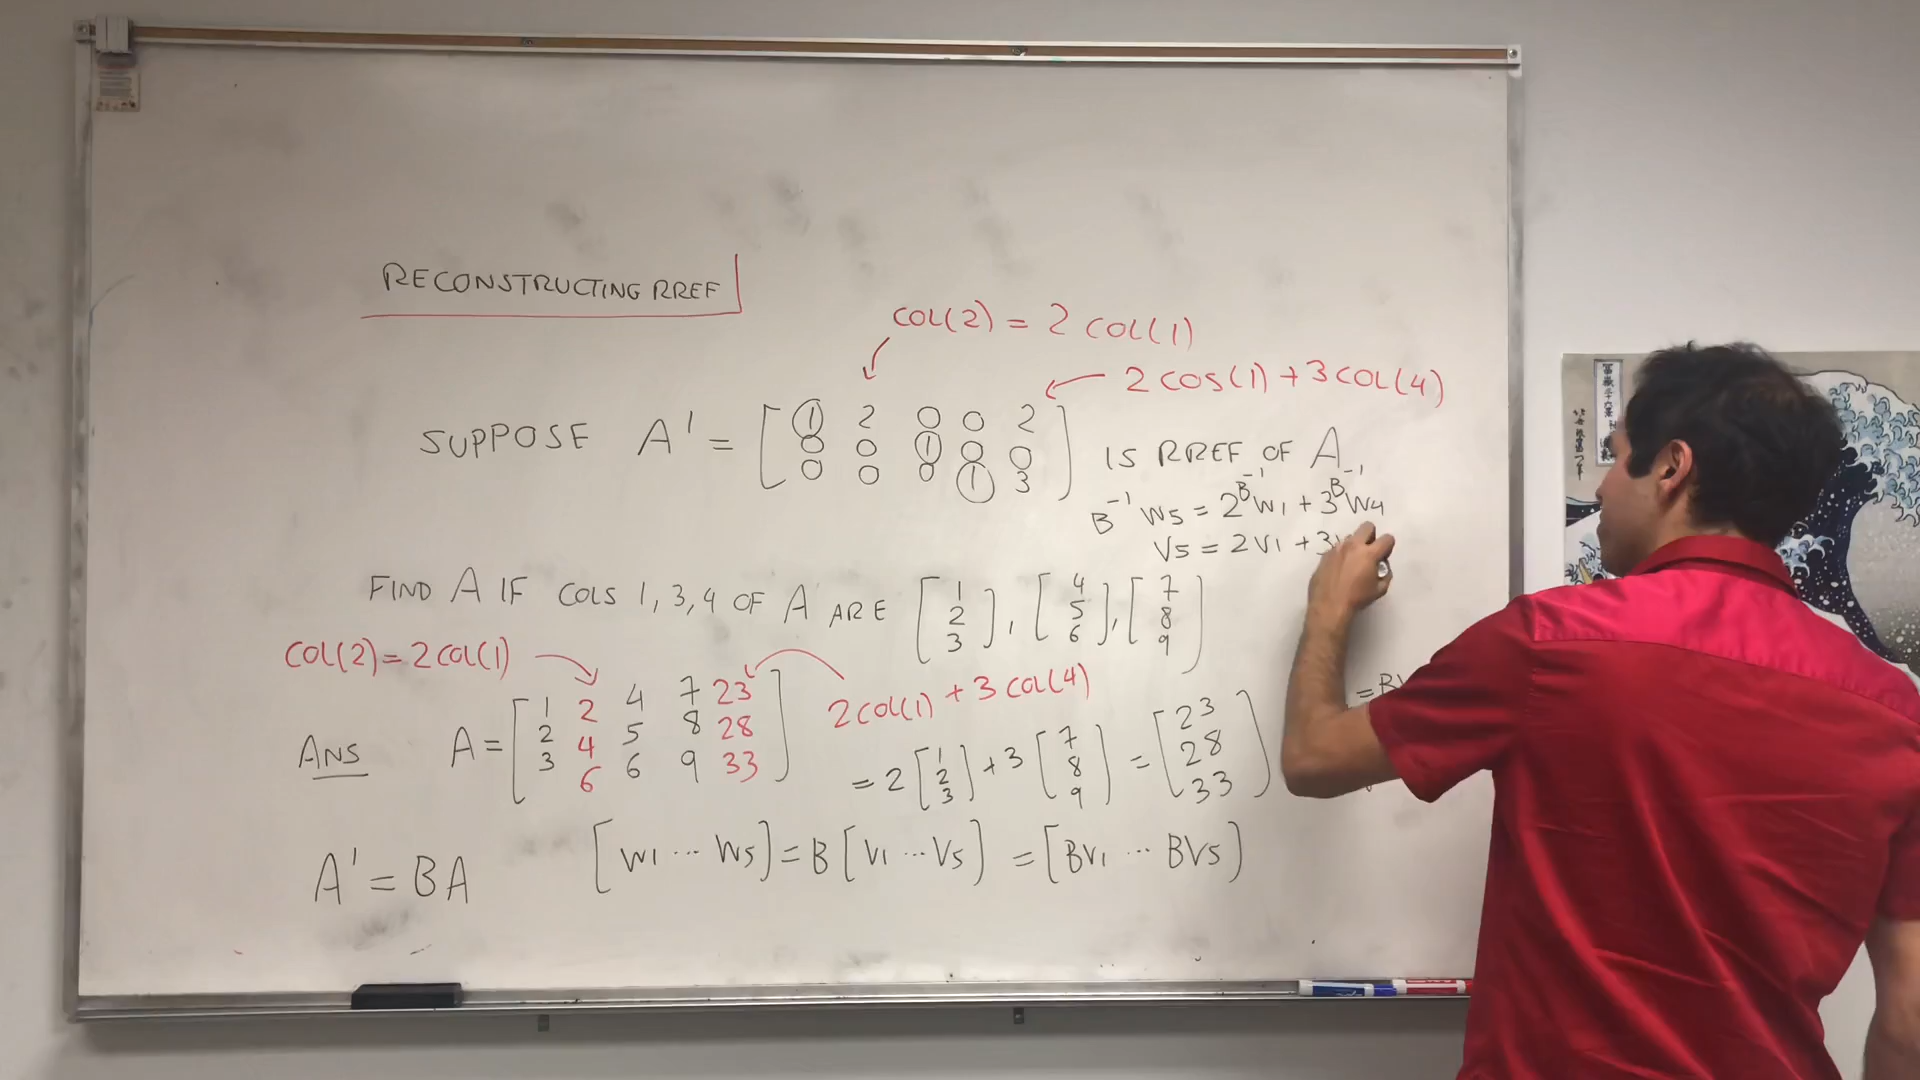 RECONSTRUCTING RREF
COL(2) = 2 COL(1)
2 COS(1) + 3 COL(4)
SUPPOSE A' = [ 1 2 0 0 2 ] IS RREF OF A
0 0 1 0 0
0 0 0 1 3
B⁻¹ W5 = 2 B⁻¹ W1 + 3 B⁻¹ W4
V5 = 2V1 + 3
FIND A IF COLS 1, 3, 4 OF A ARE [ 1 ], [ 4 ], [ 7 ]
2 5 8
3 6 9
COL(2) = 2 COL(1)
2 COL(1) + 3 COL(4)
ANS A = [ 1 2 4 7 23 ]
2 4 5 8 28
3 6 6 9 33
= 2 [ 1 ] + 3 [ 7 ] = [ 23 ]
2 8 28
3 9 33
A' = BA [ W1 ... W5 ] = B [ V1 ... V5 ] = [ BV1 ... BV5 ]